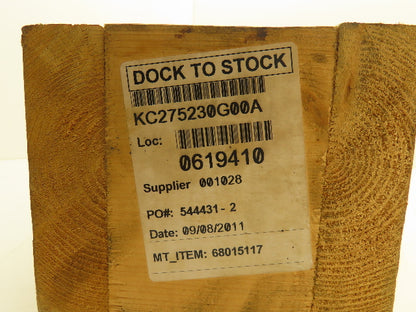 DOCK TO STOCK
KC275230G00A
Loc:
0619410
Supplier 001028
PO#: 544431-2
Date: 09/08/2011
MT_ITEM: 68015117